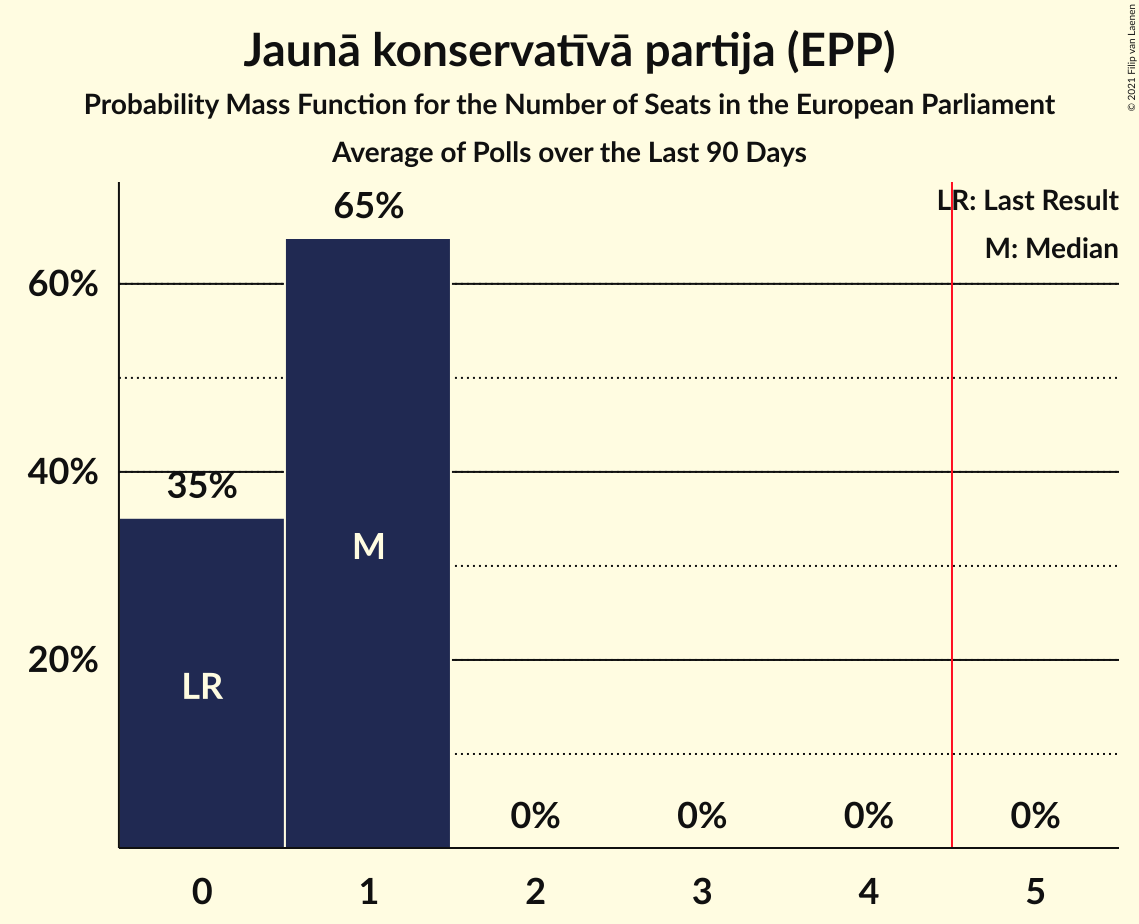 Jaunā konservatīvā partija (EPP)
Probability Mass Function for the Number of Seats in the European Parliament
Average of Polls over the Last 90 Days
© 2021 Filip van Laenen
LR: Last Result
M: Median
65%
60%
40%
35%
M
20%
LR
0% 0% 0% 0%
0 1 2 3 4 5